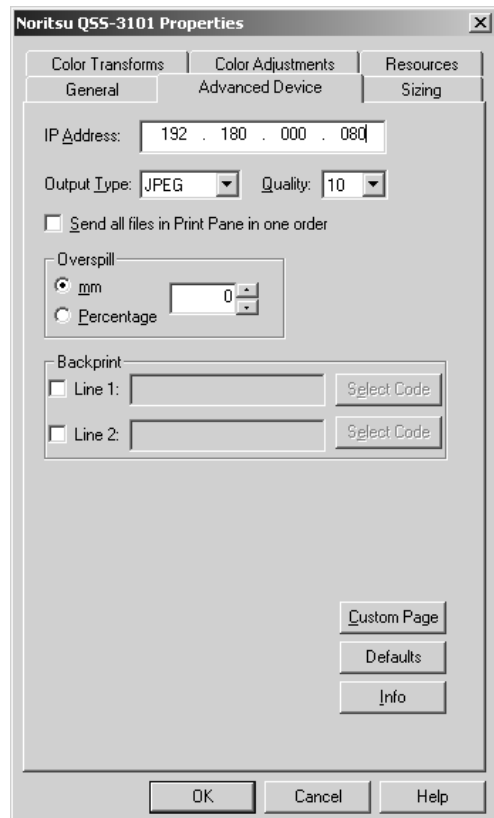 Noritsu QSS-3101 Properties
Color Transforms Color Adjustments Resources
General Advanced Device Sizing
IP Address: 192 . 180 . 000 . 080
Output Type: JPEG Quality: 10
Send all files in Print Pane in one order
Overspill
mm
0
Percentage
Backprint
Line 1: Select Code
Line 2: Select Code
Custom Page
Defaults
Info
OK Cancel Help